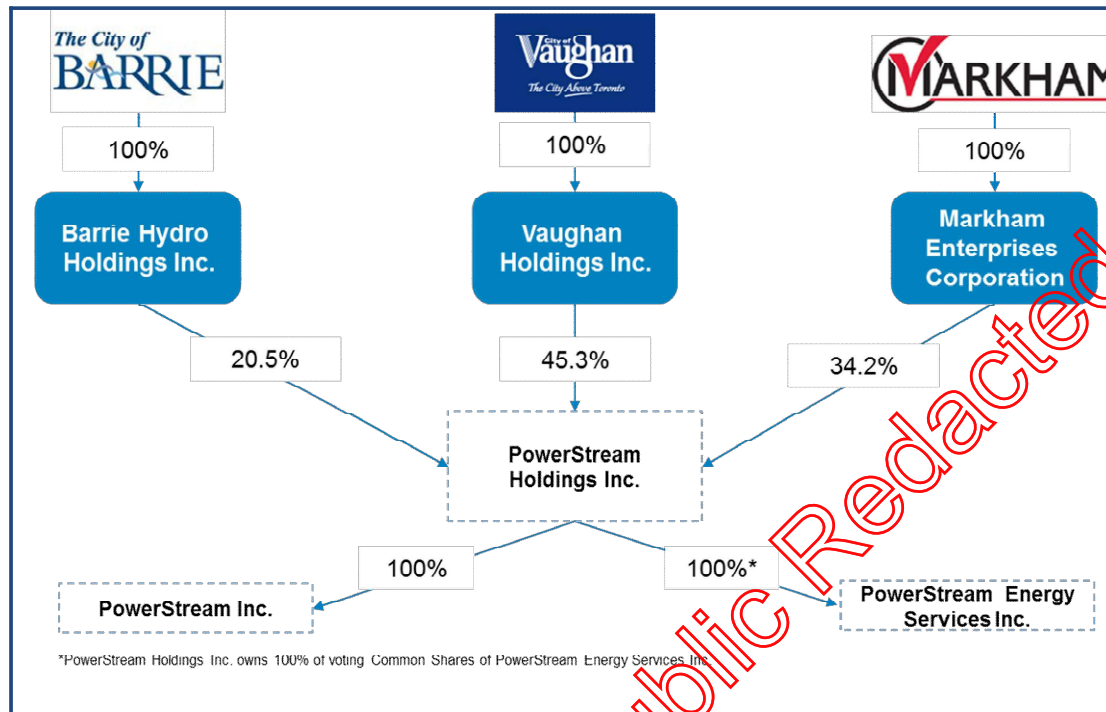 The City of
BARRIE
City of
Vaughan
The City Above Toronto
MARKHAM
100%
100%
100%
Barrie Hydro
Holdings Inc.
Vaughan
Holdings Inc.
Markham
Enterprises
Corporation
20.5%
45.3%
34.2%
PowerStream
Holdings Inc.
100%
100%*
PowerStream Inc.
PowerStream Energy
Services Inc.
*PowerStream Holdings Inc. owns 100% of voting Common Shares of PowerStream Energy Services Inc.
Public Redacted